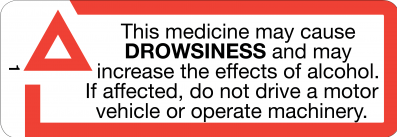 This medicine may cause
DROWSINESS and may
increase the effects of alcohol.
If affected, do not drive a motor
vehicle or operate machinery.
1